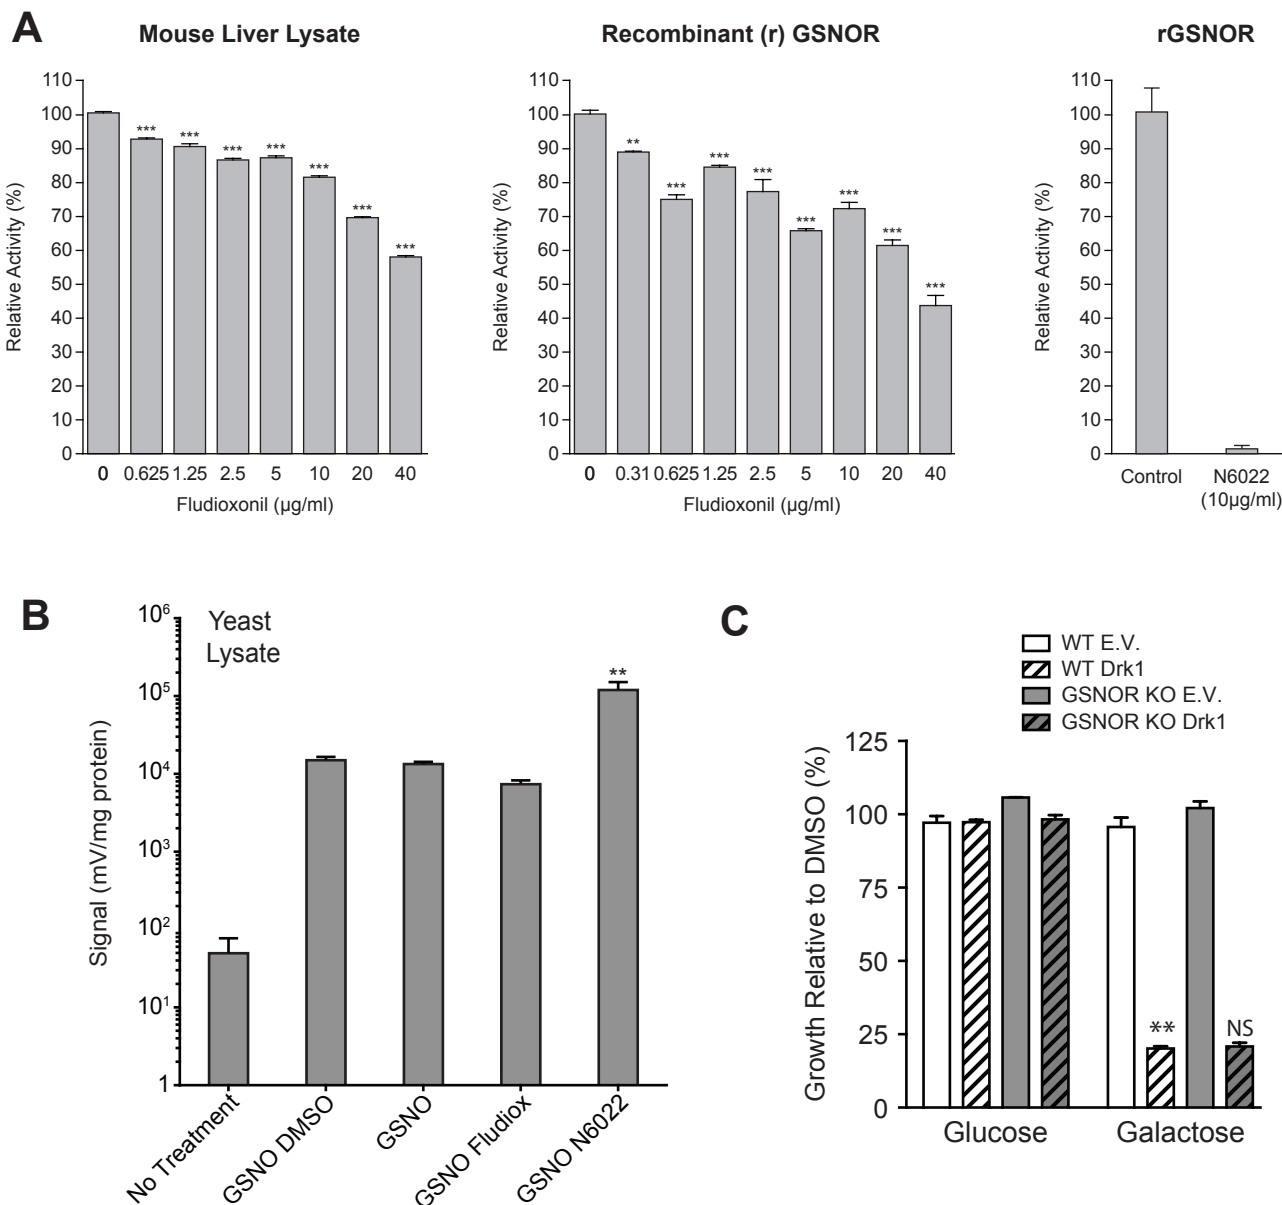 A
Mouse Liver Lysate
Relative Activity (%)
110
100
90
80
70
60
50
40
30
20
10
0
***
***
***
***
***
***
***
0 0.625 1.25 2.5 5 10 20 40
Fludioxonil (µg/ml)
Recombinant (r) GSNOR
Relative Activity (%)
110
100
90
80
70
60
50
40
30
20
10
0
**
***
***
***
***
***
***
***
0 0.31 0.625 1.25 2.5 5 10 20 40
Fludioxonil (µg/ml)
rGSNOR
Relative Activity (%)
110
100
90
80
70
60
50
40
30
20
10
0
Control N6022
(10µg/ml)
B
Yeast
Lysate
Signal (mV/mg protein)
10⁶
10⁵
10⁴
10³
10²
10¹
1
**
No Treatment
GSNO DMSO
GSNO
GSNO Fludiox
GSNO N6022
C
WT E.V.
WT Drk1
GSNOR KO E.V.
GSNOR KO Drk1
Growth Relative to DMSO (%)
125
100
75
50
25
0
**
NS
Glucose Galactose